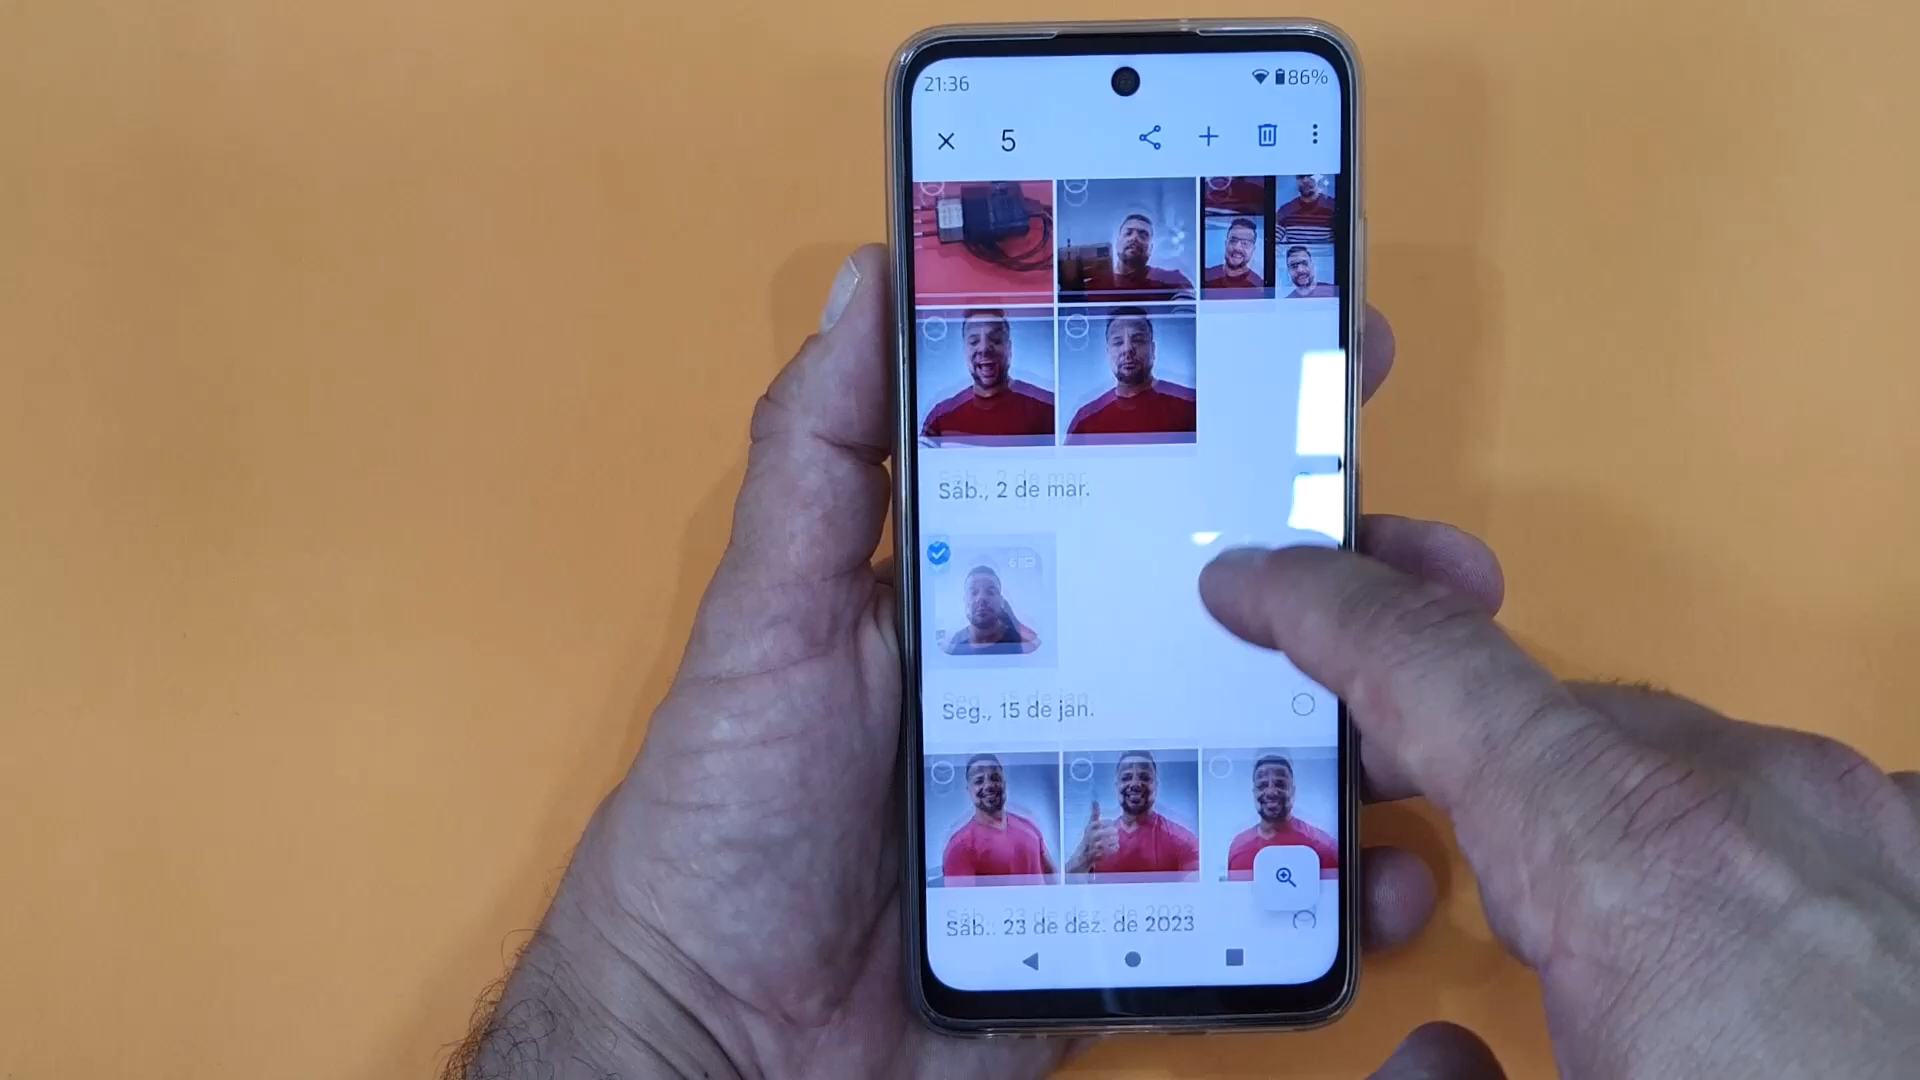 21:36 86%
5
Sáb., 2 de mar.
Seg., 15 de jan.
Sáb., 23 de dez. de 2023